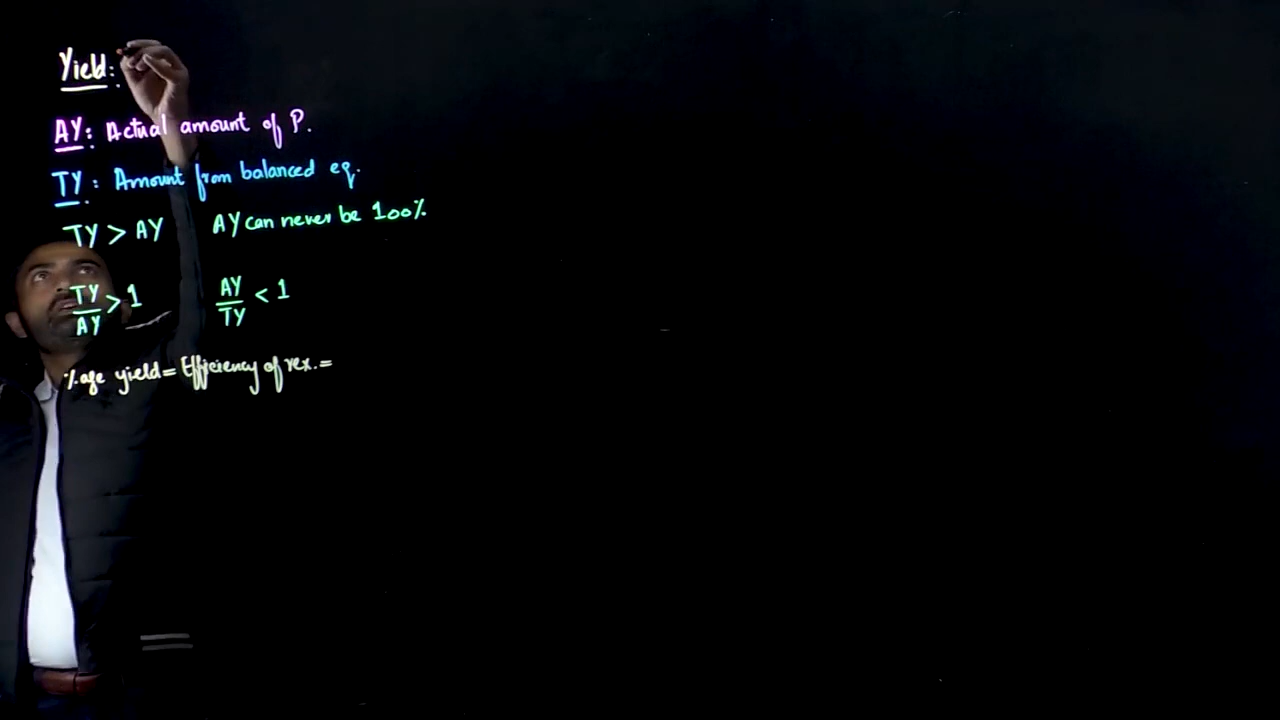 Yield:
AY: Actual amount of P.
TY: Amount from balanced eq.
TY > AY AY can never be 100%
TY/AY > 1 AY/TY < 1
%age yield = Efficiency of rex. =